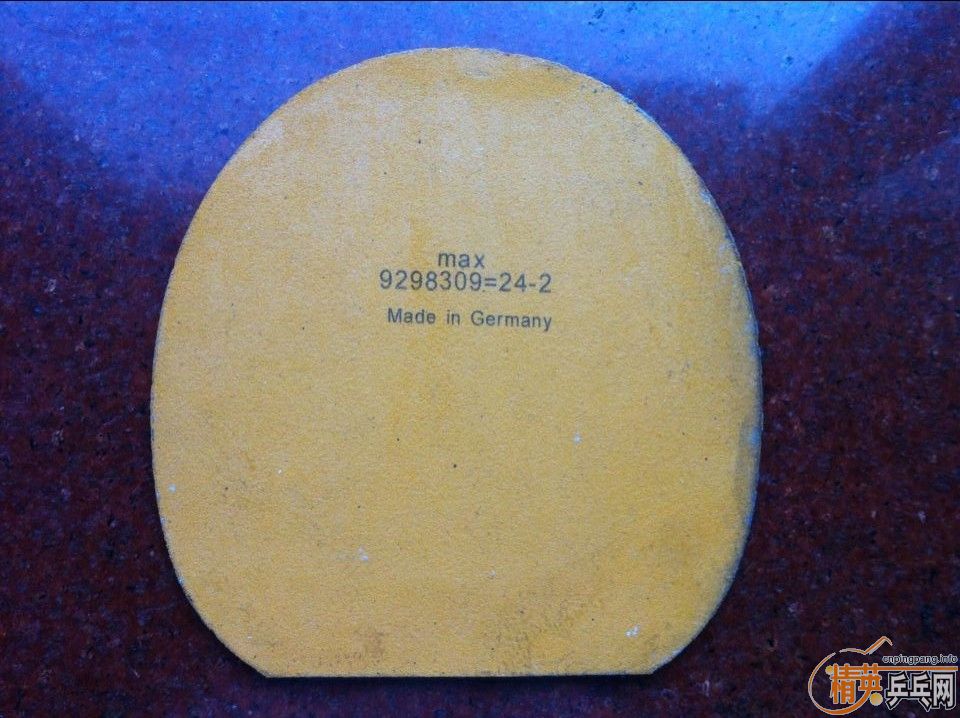 max
9298309=24-2
Made in Germany
cnpingpang.info
精英乒乓网